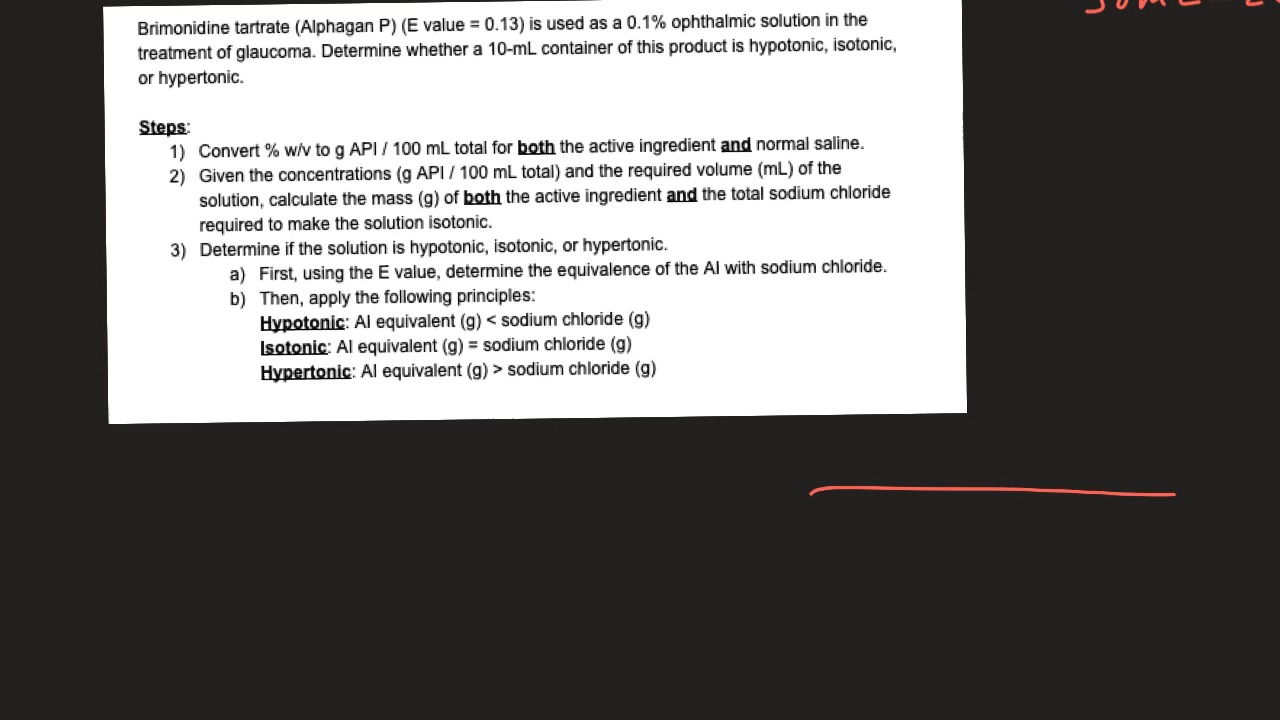 Brimonidine tartrate (Alphagan P) (E value = 0.13) is used as a 0.1% ophthalmic solution in the
treatment of glaucoma. Determine whether a 10-mL container of this product is hypotonic, isotonic,
or hypertonic.
Steps:
1) Convert % w/v to g API / 100 mL total for both the active ingredient and normal saline.
2) Given the concentrations (g API / 100 mL total) and the required volume (mL) of the
solution, calculate the mass (g) of both the active ingredient and the total sodium chloride
required to make the solution isotonic.
3) Determine if the solution is hypotonic, isotonic, or hypertonic.
a) First, using the E value, determine the equivalence of the AI with sodium chloride.
b) Then, apply the following principles:
Hypotonic: AI equivalent (g) < sodium chloride (g)
Isotonic: AI equivalent (g) = sodium chloride (g)
Hypertonic: AI equivalent (g) > sodium chloride (g)